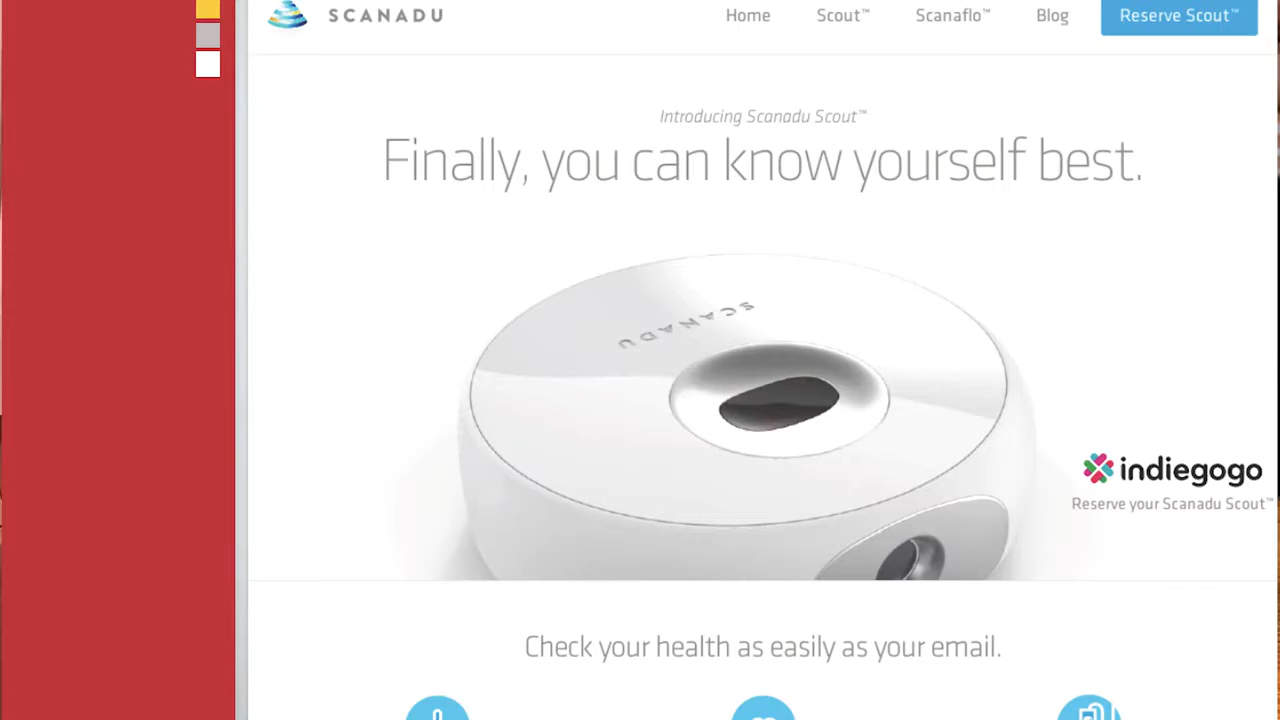 SCANADU
Home Scout™ Scanaflo™ Blog Reserve Scout™
Introducing Scanadu Scout™
Finally, you can know yourself best.
SCANADU
indiegogo
Reserve your Scanadu Scout™
Check your health as easily as your email.